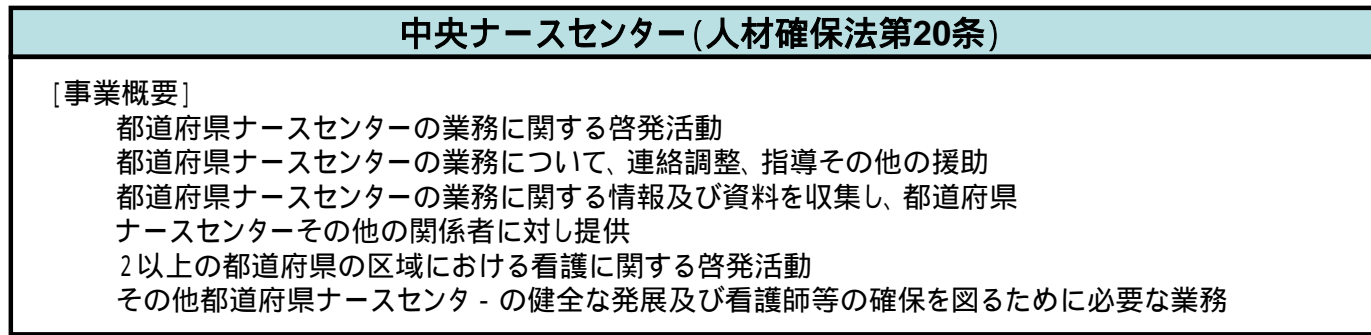 中央ナースセンター(人材確保法第20条)
[事業概要]
都道府県ナースセンターの業務に関する啓発活動
都道府県ナースセンターの業務について、連絡調整、指導その他の援助
都道府県ナースセンターの業務に関する情報及び資料を収集し、都道府県
ナースセンターその他の関係者に対し提供
2以上の都道府県の区域における看護に関する啓発活動
その他都道府県ナースセンタ-の健全な発展及び看護師等の確保を図るために必要な業務